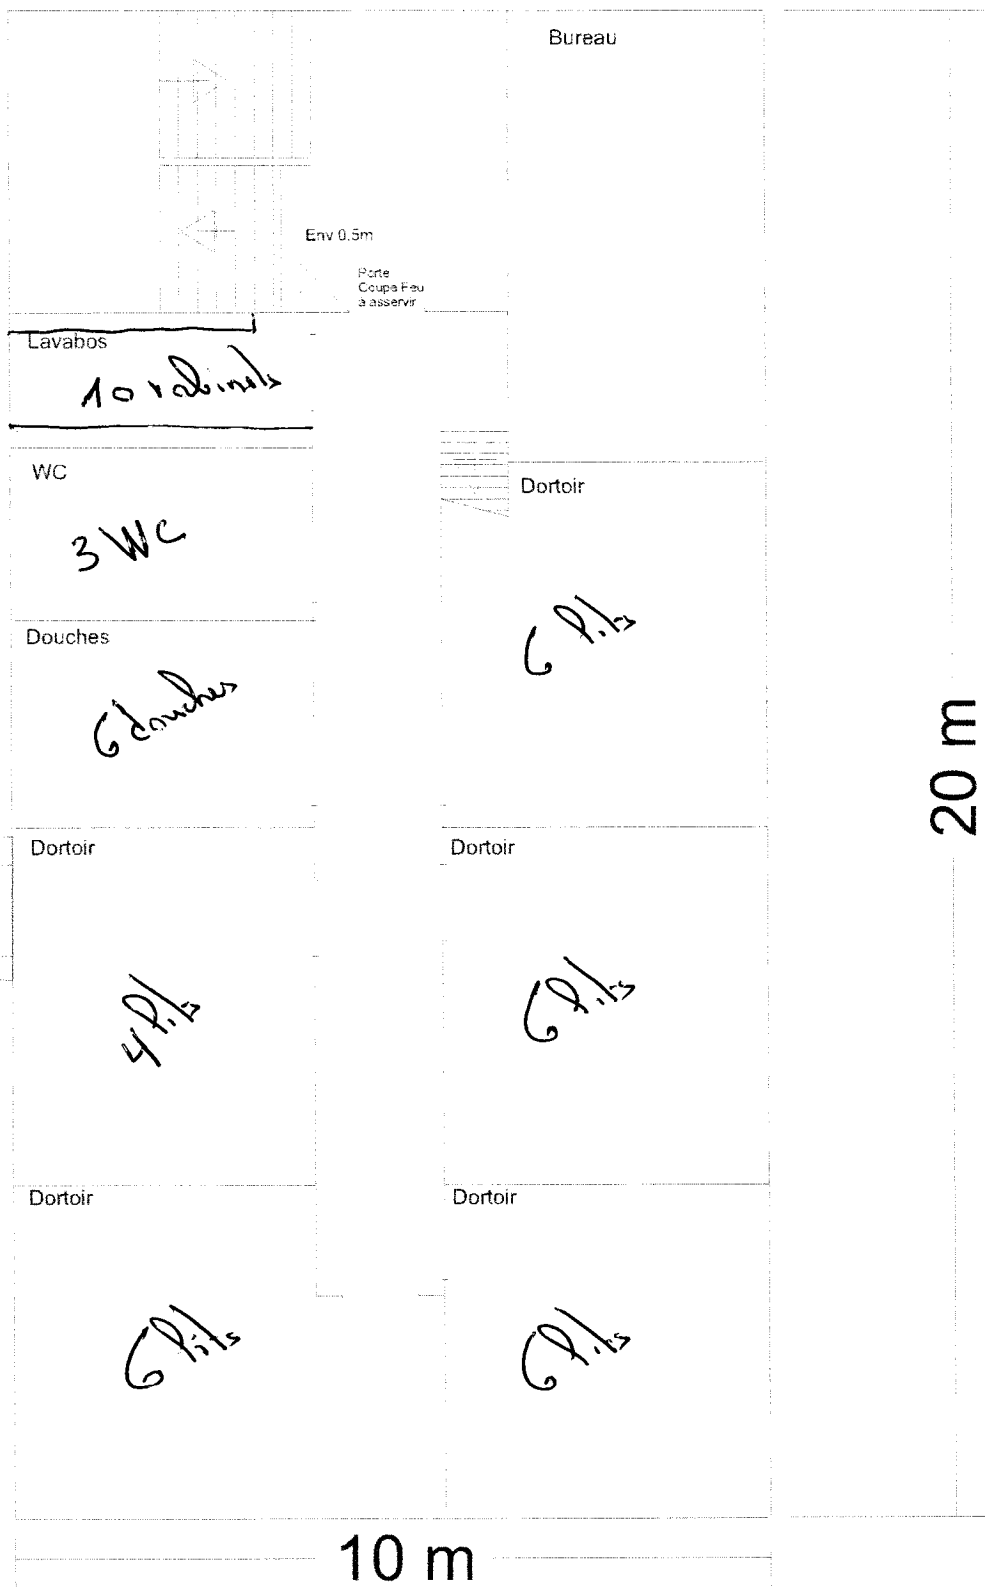 Bureau
Env 0.5m
Porte
Coupe Feu
à asservir
Lavabos
10 robinets
WC
3 WC
Dortoir
6 lits
Douches
6 douches
20 m
Dortoir
4 lits
Dortoir
6 lits
Dortoir
6 lits
Dortoir
6 lits
10 m